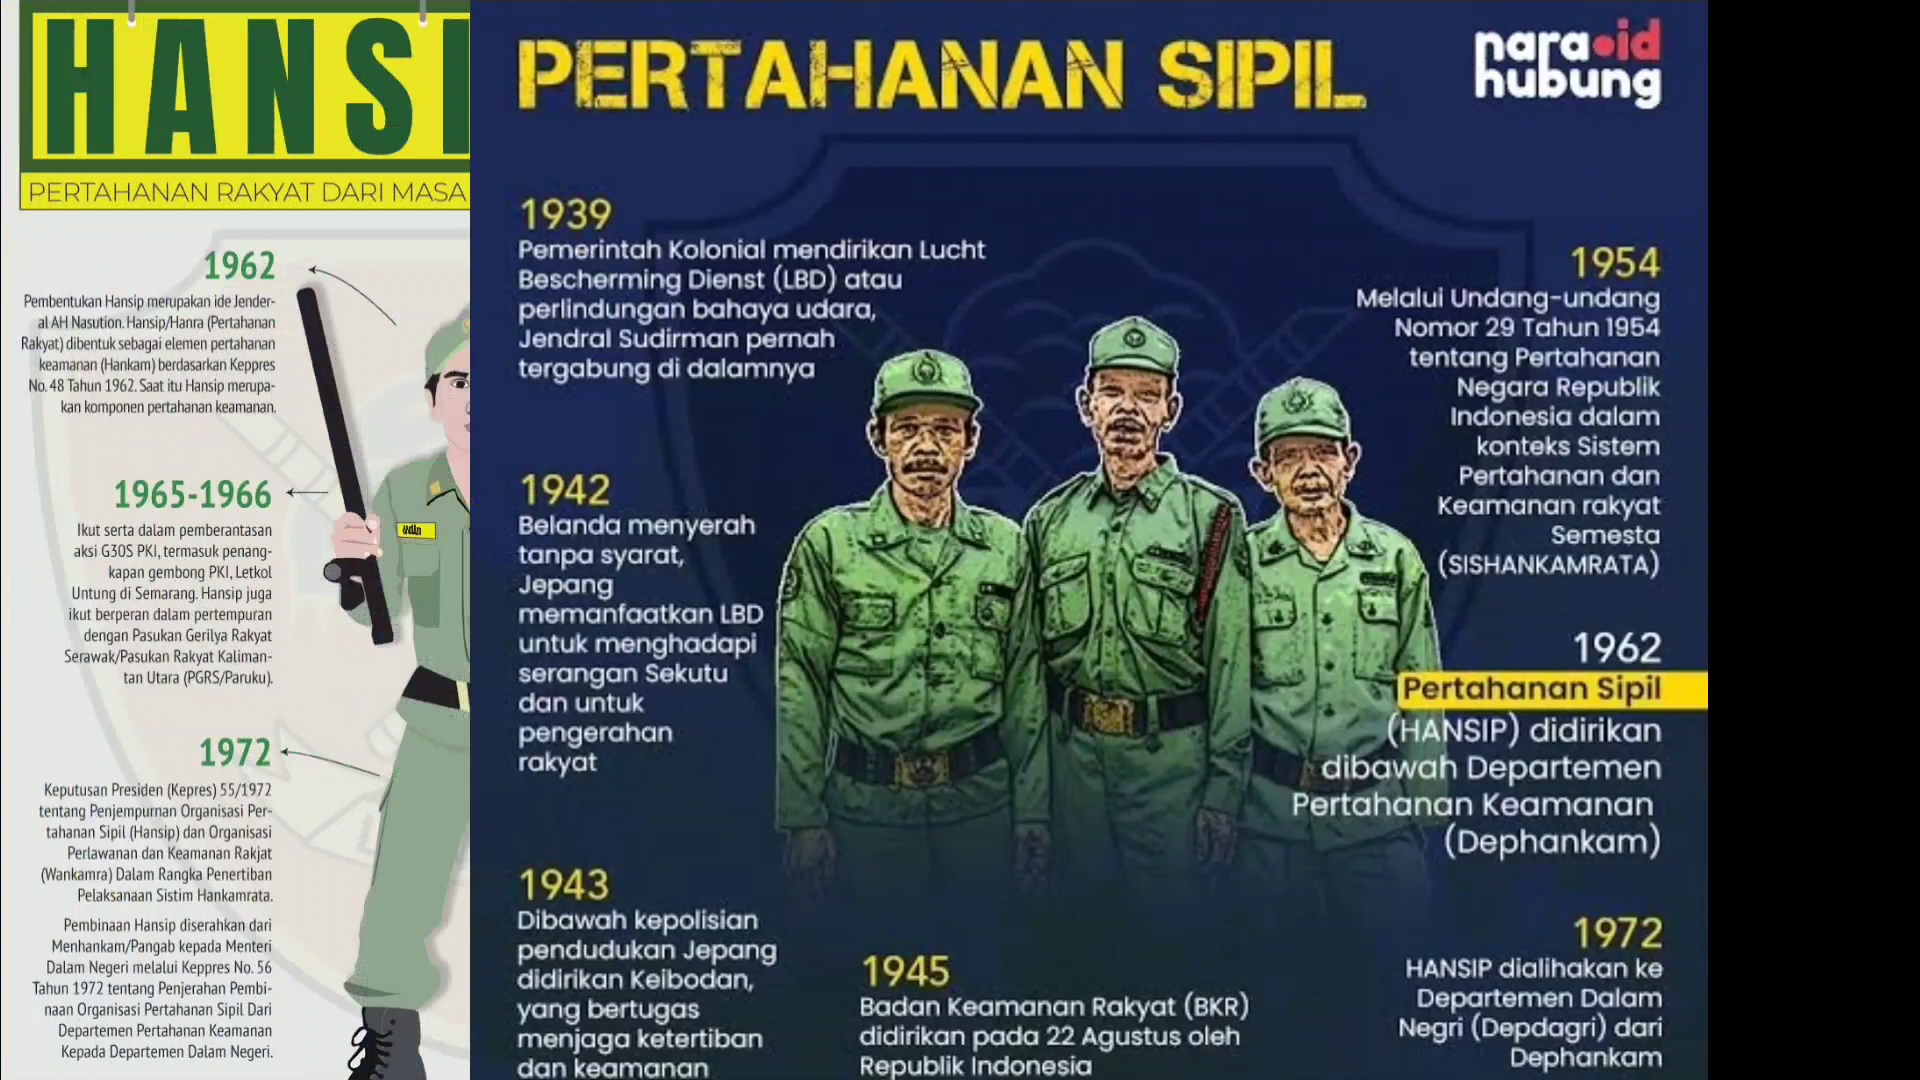 HANSI
PERTAHANAN RAKYAT DARI MASA
1962
Pembentukan Hansip merupakan ide Jender-
al AH Nasution. Hansip/Hanra (Pertahanan
Rakyat) dibentuk sebagai elemen pertahanan
keamanan (Hankam) berdasarkan Keppres
No. 48 Tahun 1962. Saat itu Hansip merupa-
kan komponen pertahanan keamanan.
1965-1966
Ikut serta dalam pemberantasan
aksi G30S PKI, termasuk penang-
kapan gembong PKI, Letkol
Untung di Semarang. Hansip juga
ikut berperan dalam pertempuran
dengan Pasukan Gerilya Rakyat
Serawak/Pasukan Rakyat Kaliman-
tan Utara (PGRS/Paruku).
1972
Keputusan Presiden (Kepres) 55/1972
tentang Penjempurnan Organisasi Per-
tahanan Sipil (Hansip) dan Organisasi
Perlawanan dan Keamanan Rakjat
(Wankamra) Dalam Rangka Penertiban
Pelaksanaan Sistim Hankamrata.
Pembinaan Hansip diserahkan dari
Menhankam/Pangab kepada Menteri
Dalam Negeri melalui Keppres No. 56
Tahun 1972 tentang Penjerahan Pembi-
naan Organisasi Pertahanan Sipil Dari
Departemen Pertahanan Keamanan
Kepada Departemen Dalam Negeri.
PERTAHANAN SIPIL
nara•id
hubung
1939
Pemerintah Kolonial mendirikan Lucht
Bescherming Dienst (LBD) atau
perlindungan bahaya udara,
Jendral Sudirman pernah
tergabung di dalamnya
1942
Belanda menyerah
tanpa syarat,
Jepang
memanfaatkan LBD
untuk menghadapi
serangan Sekutu
dan untuk
pengerahan
rakyat
1943
Dibawah kepolisian
pendudukan Jepang
didirikan Keibodan,
yang bertugas
menjaga ketertiban
dan keamanan
1945
Badan Keamanan Rakyat (BKR)
didirikan pada 22 Agustus oleh
Republik Indonesia
1954
Melalui Undang-undang
Nomor 29 Tahun 1954
tentang Pertahanan
Negara Republik
Indonesia dalam
konteks Sistem
Pertahanan dan
Keamanan rakyat
Semesta
(SISHANKAMRATA)
1962
Pertahanan Sipil
(HANSIP) didirikan
dibawah Departemen
Pertahanan Keamanan
(Dephankam)
1972
HANSIP dialihakan ke
Departemen Dalam
Negri (Depdagri) dari
Dephankam